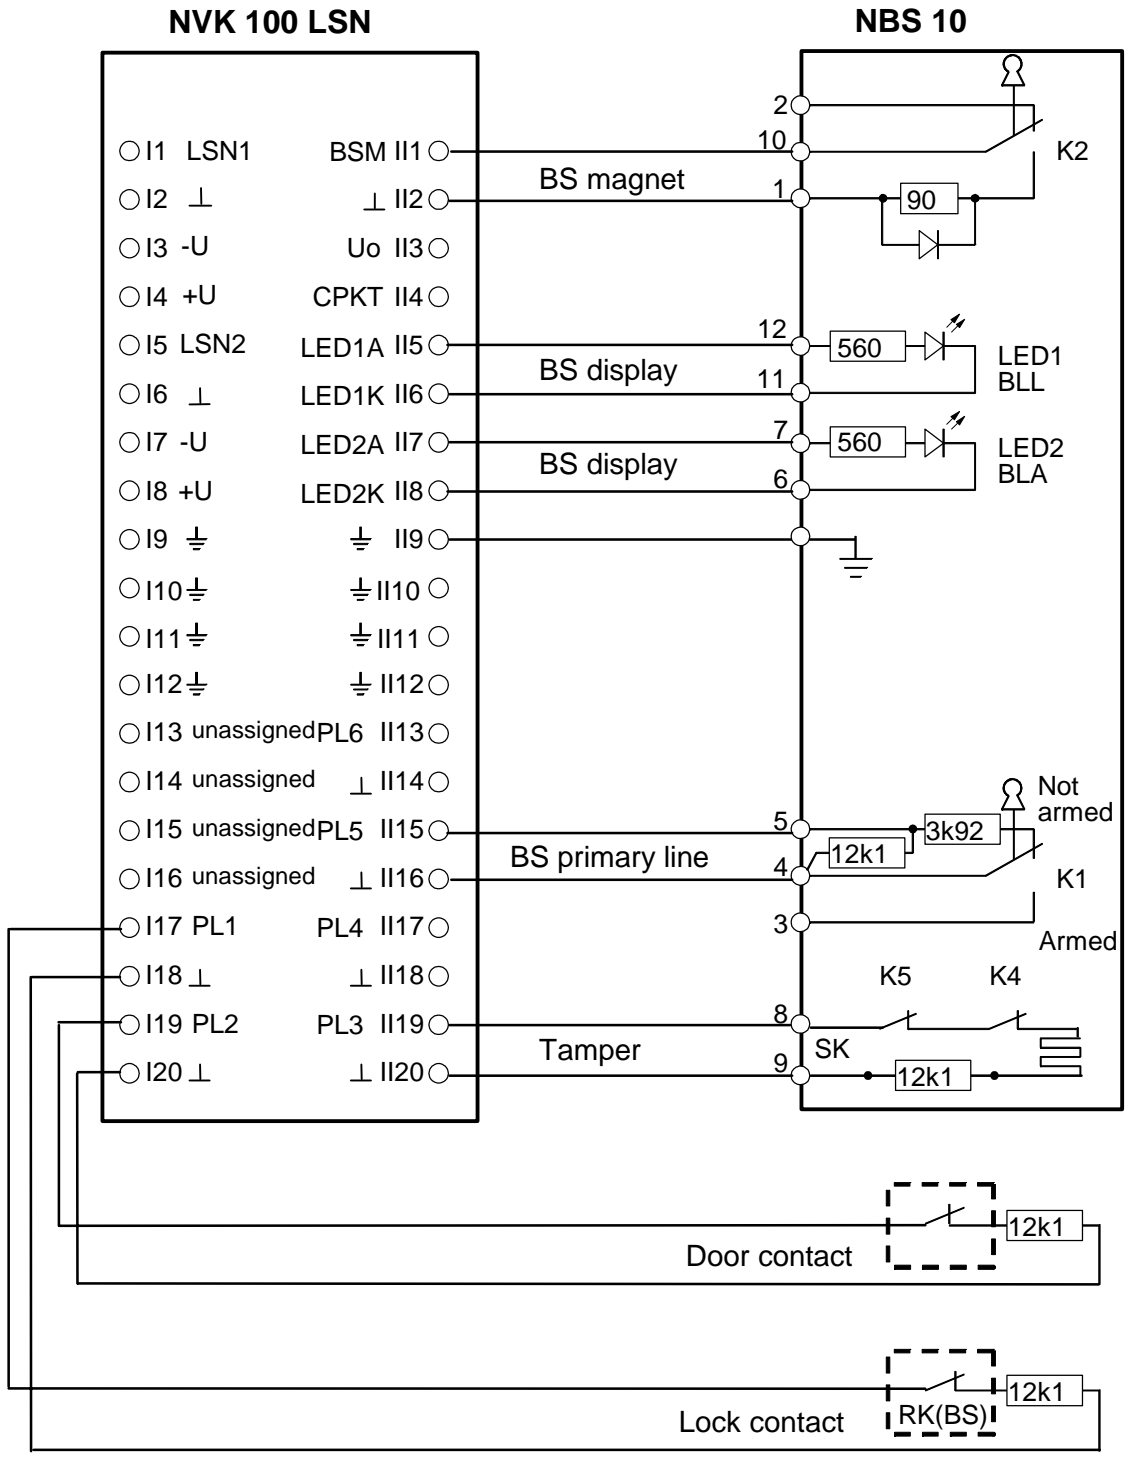 NVK 100 LSN
NBS 10
I1 LSN1 BSM II1
I2 ⊥ ⊥ II2
I3 -U Uo II3
I4 +U CPKT II4
I5 LSN2 LED1A II5
I6 ⊥ LED1K II6
I7 -U LED2A II7
I8 +U LED2K II8
I9 ⏚ ⏚ II9
I10 ⏚ ⏚ II10
I11 ⏚ ⏚ II11
I12 ⏚ ⏚ II12
I13 unassigned PL6 II13
I14 unassigned ⊥ II14
I15 unassigned PL5 II15
I16 unassigned ⊥ II16
I17 PL1 PL4 II17
I18 ⊥ ⊥ II18
I19 PL2 PL3 II19
I20 ⊥ ⊥ II20
BS magnet
BS display
BS display
BS primary line
Tamper
2
10
K2
1
90
12
560
LED1
BLL
11
7
560
LED2
BLA
6
Not
armed
5
3k92
12k1
4
K1
3
Armed
K5
K4
8
SK
9
12k1
12k1
Door contact
12k1
RK(BS)
Lock contact